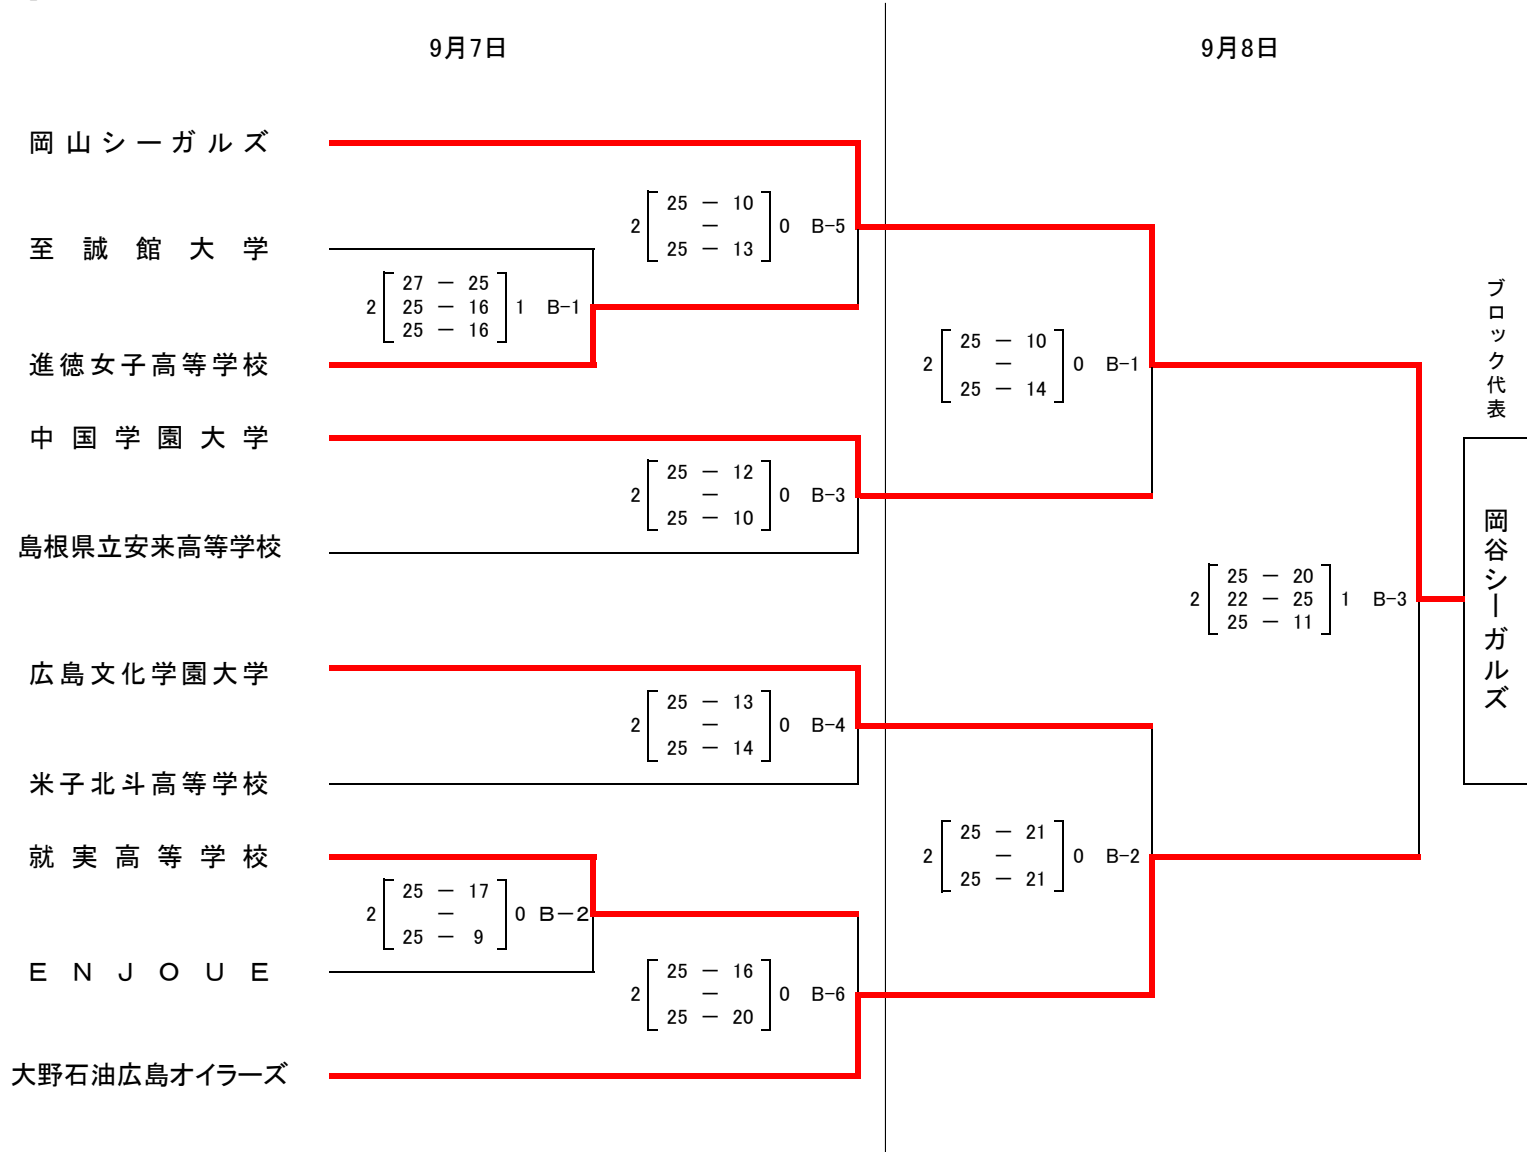 9月7日
9月8日
岡山シーガルズ
至誠館大学
進徳女子高等学校
中国学園大学
島根県立安来高等学校
広島文化学園大学
米子北斗高等学校
就実高等学校
ＥＮＪＯＵＥ
大野石油広島オイラーズ
27 － 25
2 25 － 16 1 B-1
25 － 16
25 － 17
2 － 0 Ｂ－２
25 － 9
25 － 10
2 － 0 B-5
25 － 13
25 － 12
2 － 0 B-3
25 － 10
25 － 13
2 － 0 B-4
25 － 14
25 － 16
2 － 0 B-6
25 － 20
25 － 10
2 － 0 B-1
25 － 14
25 － 21
2 － 0 B-2
25 － 21
25 － 20
2 22 － 25 1 B-3
25 － 11
ブロック代表
岡谷シーガルズ